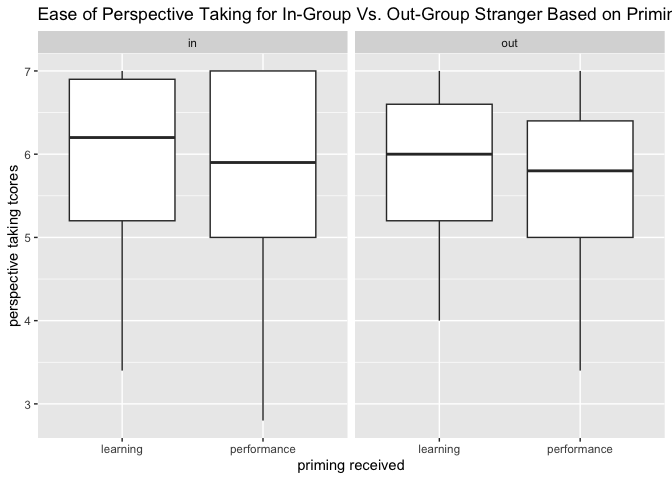 Ease of Perspective Taking for In-Group Vs. Out-Group Stranger Based on Primin
in
out
7
6
5
4
3
perspective taking tcores
learning
performance
learning
performance
priming received